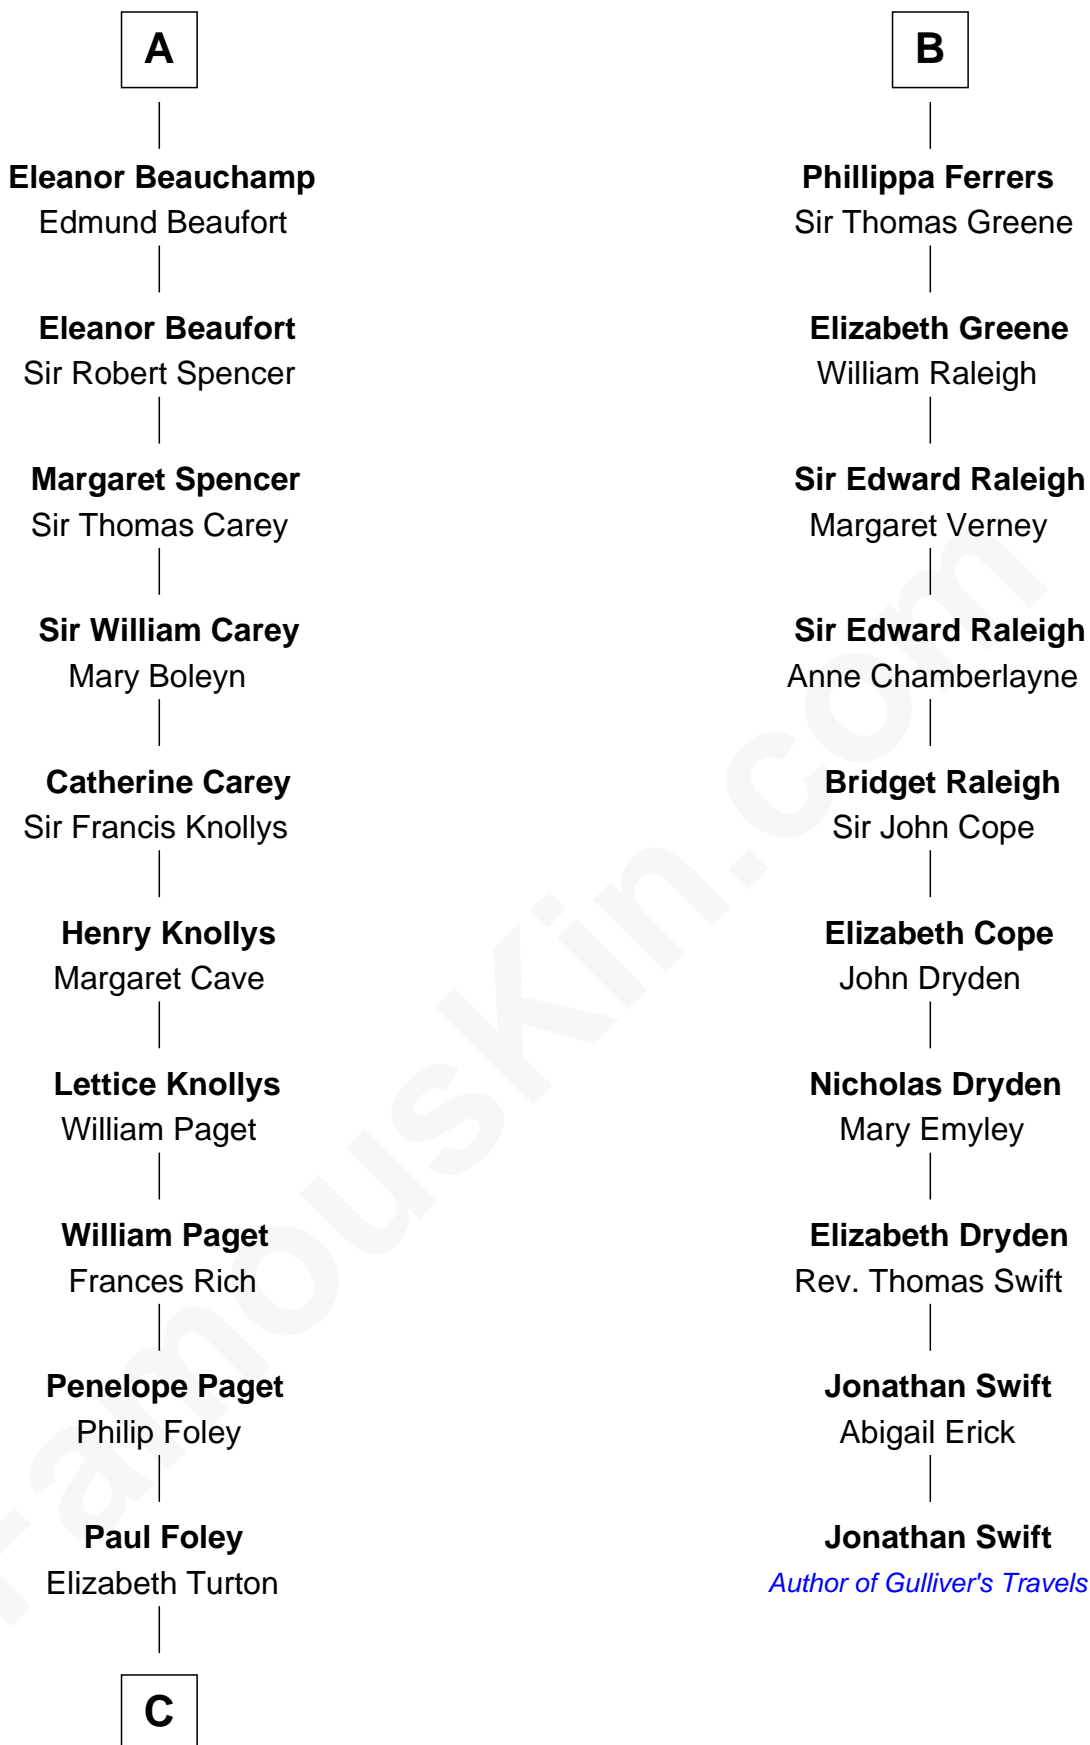 A
Eleanor Beauchamp
Edmund Beaufort
Eleanor Beaufort
Sir Robert Spencer
Margaret Spencer
Sir Thomas Carey
Sir William Carey
Mary Boleyn
Catherine Carey
Sir Francis Knollys
Henry Knollys
Margaret Cave
Lettice Knollys
William Paget
William Paget
Frances Rich
Penelope Paget
Philip Foley
Paul Foley
Elizabeth Turton
C
B
Phillippa Ferrers
Sir Thomas Greene
Elizabeth Greene
William Raleigh
Sir Edward Raleigh
Margaret Verney
Sir Edward Raleigh
Anne Chamberlayne
Bridget Raleigh
Sir John Cope
Elizabeth Cope
John Dryden
Nicholas Dryden
Mary Emyley
Elizabeth Dryden
Rev. Thomas Swift
Jonathan Swift
Abigail Erick
Jonathan Swift
Author of Gulliver's Travels
FamousKin.com